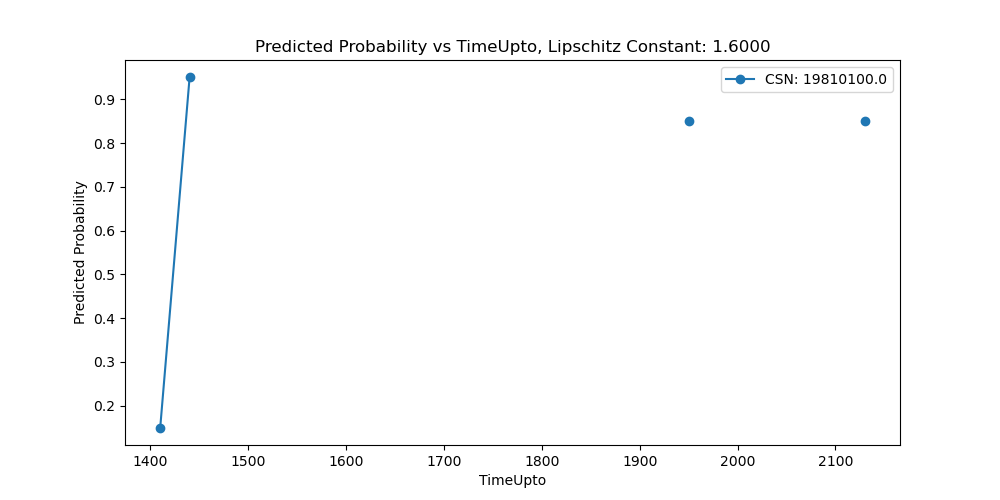 Predicted Probability vs TimeUpto, Lipschitz Constant: 1.6000
CSN: 19810100.0
Predicted Probability
0.9
0.8
0.7
0.6
0.5
0.4
0.3
0.2
1400 1500 1600 1700 1800 1900 2000 2100
TimeUpto